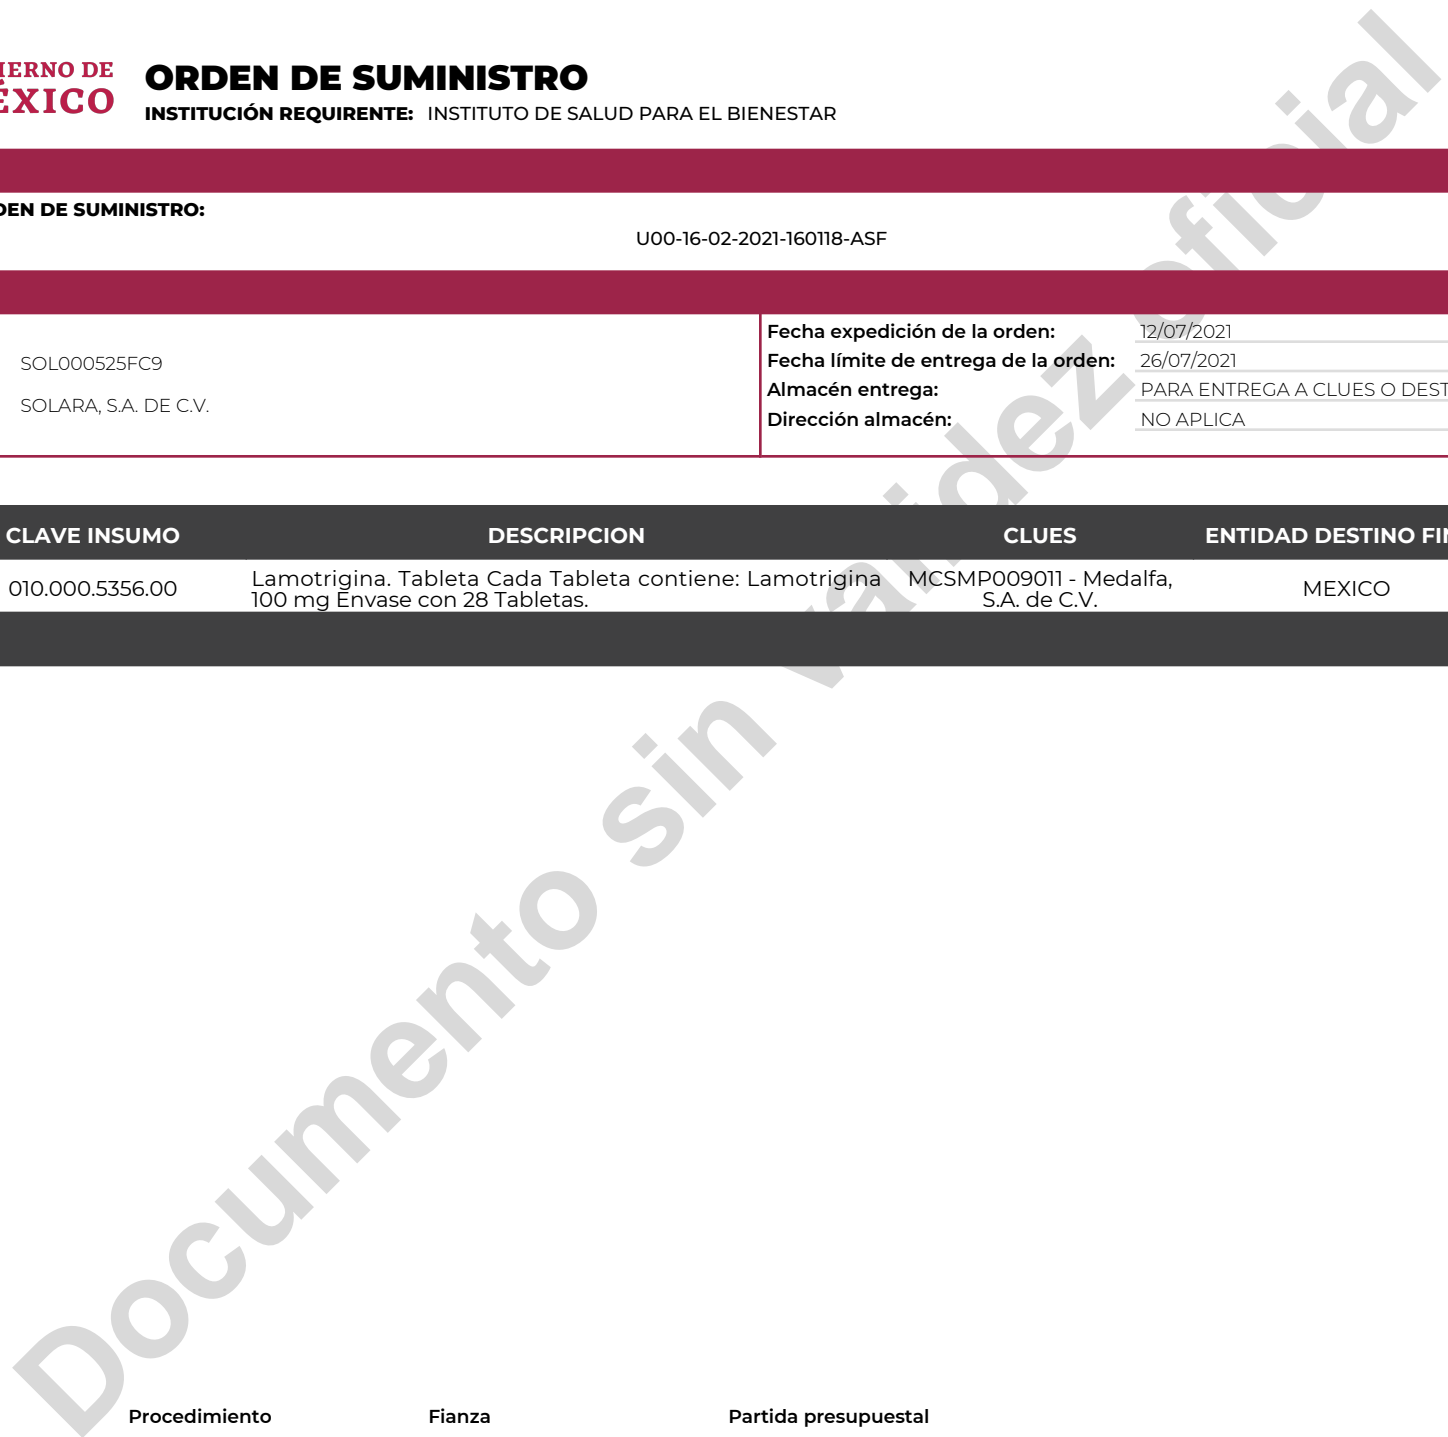 IERNO DE
ÉXICO
ORDEN DE SUMINISTRO
INSTITUCIÓN REQUIRENTE: INSTITUTO DE SALUD PARA EL BIENESTAR
DEN DE SUMINISTRO:
U00-16-02-2021-160118-ASF
SOL000525FC9
SOLARA, S.A. DE C.V.
Fecha expedición de la orden: 12/07/2021
Fecha límite de entrega de la orden: 26/07/2021
Almacén entrega: PARA ENTREGA A CLUES O DEST
Dirección almacén: NO APLICA
CLAVE INSUMO DESCRIPCION CLUES ENTIDAD DESTINO FIN
010.000.5356.00 Lamotrigina. Tableta Cada Tableta contiene: Lamotrigina MCSMP009011 - Medalfa, MEXICO
100 mg Envase con 28 Tabletas. S.A. de C.V.
Documento sin validez oficial
Procedimiento Fianza Partida presupuestal